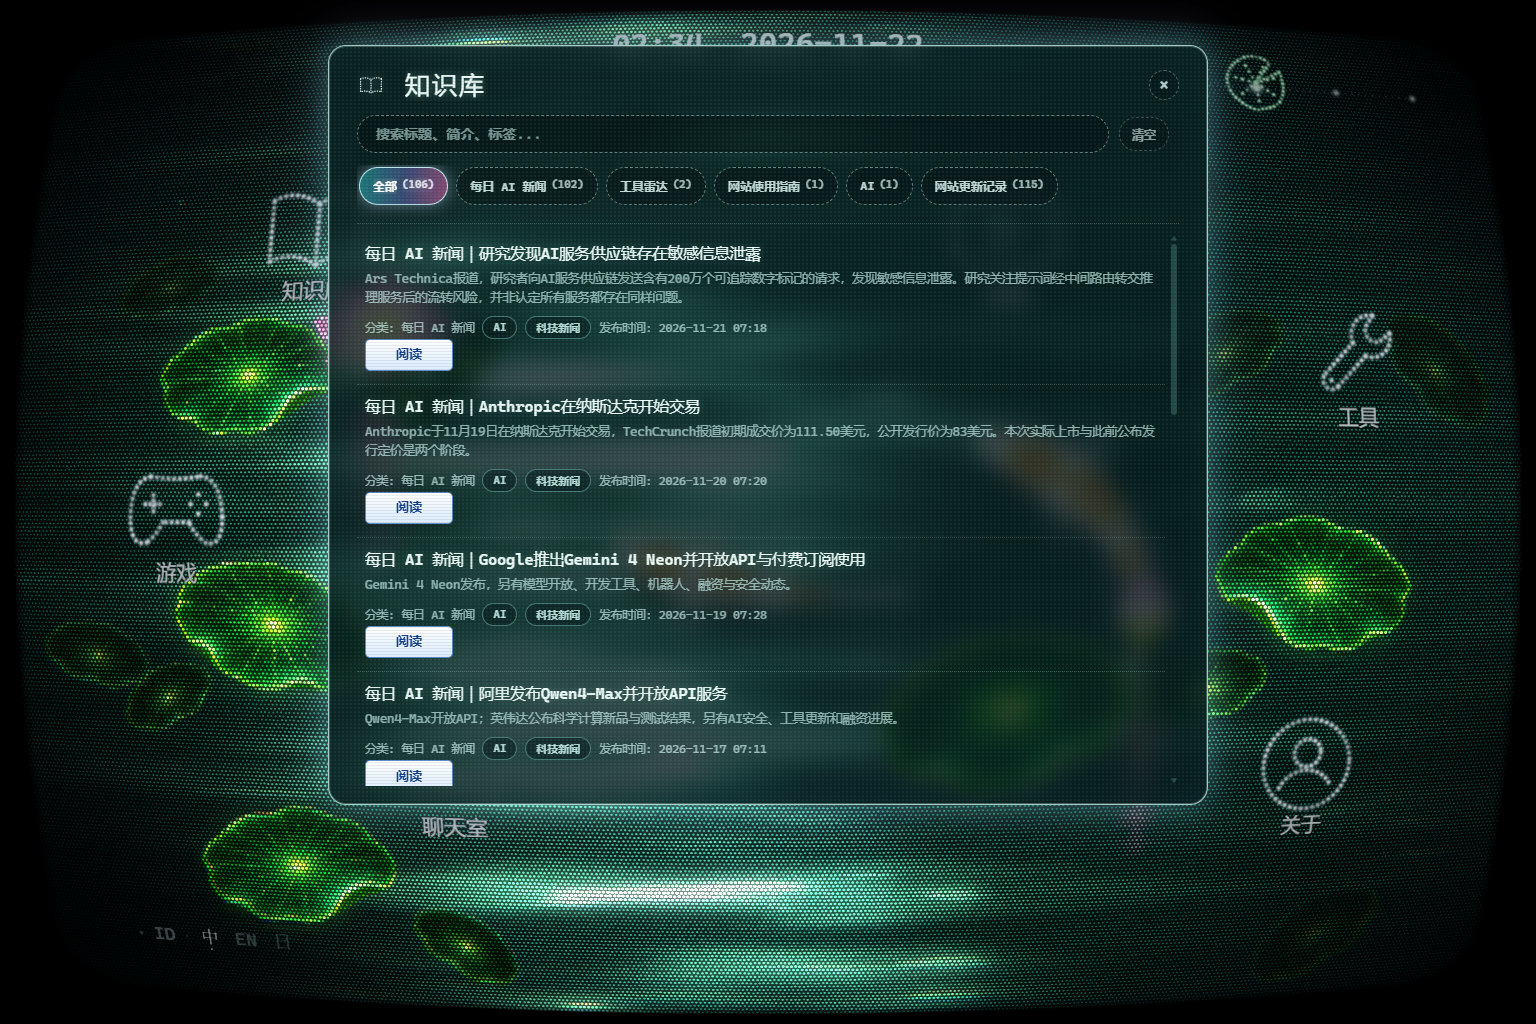 02:34 2026-11-22
知识库
×
搜索标题、简介、标签...
清空
全部 (106) 每日 AI 新闻 (102) 工具雷达 (2) 网站使用指南 (1) AI (1) 网站更新记录 (115)
每日 AI 新闻 | 研究发现AI服务供应链存在敏感信息泄露
Ars Technica报道，研究者向AI服务供应链发送含有200万个可追踪数字标记的请求，发现敏感信息泄露。研究关注提示词经中间路由转交推
理服务后的流转风险，并非认定所有服务都存在同样问题。
分类: 每日 AI 新闻 AI 科技新闻 发布时间: 2026-11-21 07:18
阅读
每日 AI 新闻 | Anthropic在纳斯达克开始交易
Anthropic于11月19日在纳斯达克开始交易，TechCrunch报道初期成交价为111.50美元，公开发行价为83美元。本次实际上市与此前公布发
行定价是两个阶段。
分类: 每日 AI 新闻 AI 科技新闻 发布时间: 2026-11-20 07:20
阅读
每日 AI 新闻 | Google推出Gemini 4 Neon并开放API与付费订阅使用
Gemini 4 Neon发布，另有模型开放、开发工具、机器人、融资与安全动态。
分类: 每日 AI 新闻 AI 科技新闻 发布时间: 2026-11-19 07:28
阅读
每日 AI 新闻 | 阿里发布Qwen4-Max并开放API服务
Qwen4-Max开放API；英伟达公布科学计算新品与测试结果，另有AI安全、工具更新和融资进展。
分类: 每日 AI 新闻 AI 科技新闻 发布时间: 2026-11-17 07:11
阅读
知识
游戏
工具
聊天室
关于
ID 中 EN 日